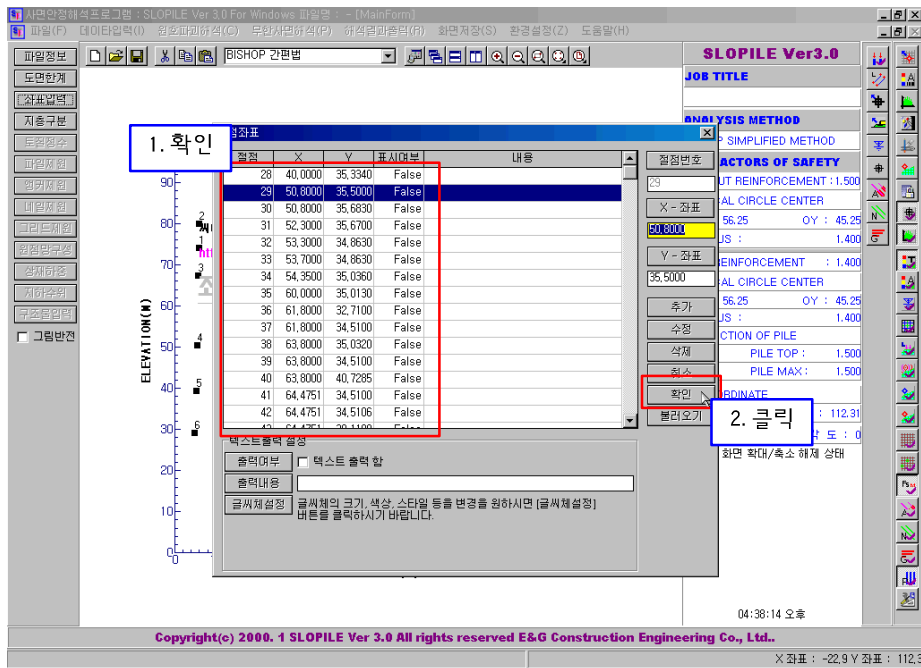 사면안정해석프로그램 : SLOPILE Ver 3,0 For Windows 파일명 : - [MainForm]
파일(F) 데이타입력(I) 원호파괴해석(C) 무한사면해석(P) 해석결과출력(R) 화면저장(S) 환경설정(Z) 도움말(H)
파일정보
도면한계
좌표입력
지층구분
토질정수
파일제원
앵커제원
네일제원
그리드제원
원점망구성
상재하중
지하수위
구조물입력
그림반전
BISHOP 간편법
SLOPILE Ver3.0
JOB TITLE
SIMPLIFIED METHOD
ACTORS OF SAFETY
UT REINFORCEMENT : 1.500
AL CIRCLE CENTER
56.25 OY : 45.25
US : 1.400
EINFORCEMENT : 1.400
AL CIRCLE CENTER
56.25 OY : 45.25
US : 1.400
CTION OF PILE
PILE TOP : 1.500
PILE MAX : 1.500
: 112.31
도 : 0
화면 확대/축소 해제 상태
04:38:14 오후
ELEVATION(M)
90
80
70
60
50
40
30
20
10
0
0
2
1
3
4
5
6
1. 확인
절점 X Y 표시여부 내용
28 40,0000 35,3340 False
29 50,8000 35,5000 False
30 50,8000 35,6830 False
31 52,3000 35,6700 False
32 53,3000 34,8630 False
33 53,7000 34,8630 False
34 54,3500 35,0360 False
35 60,0000 35,0130 False
36 61,8000 32,7100 False
37 61,8000 34,5100 False
38 63,8000 35,0320 False
39 63,8000 34,5100 False
40 63,8000 40,7285 False
41 64,4751 34,5100 False
42 64,4751 34,5106 False
절점번호
29
X - 좌표
50,8000
Y - 좌표
35,5000
추가
수정
삭제
취소
확인
불러오기
2. 클릭
텍스트출력 설정
출력여부 텍스트 출력 함
출력내용
글씨체설정 글씨체의 크기, 색상, 스타일 등을 변경을 원하시면 [글씨체설정]
버튼을 클릭하시기 바랍니다.
Copyright(c) 2000. 1 SLOPILE Ver 3.0 All rights reserved E&G Construction Engineering Co., Ltd..
X 좌표 : -22,9 Y 좌표 : 112,3